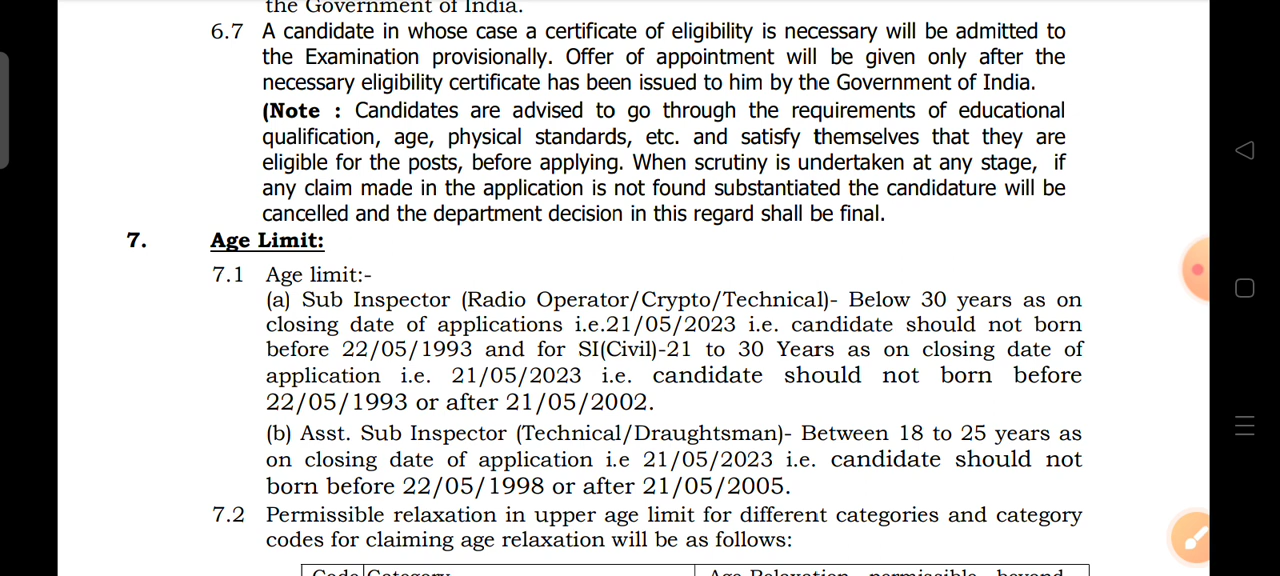 the Government of India.
6.7 A candidate in whose case a certificate of eligibility is necessary will be admitted to
the Examination provisionally. Offer of appointment will be given only after the
necessary eligibility certificate has been issued to him by the Government of India.
(Note : Candidates are advised to go through the requirements of educational
qualification, age, physical standards, etc. and satisfy themselves that they are
eligible for the posts, before applying. When scrutiny is undertaken at any stage, if
any claim made in the application is not found substantiated the candidature will be
cancelled and the department decision in this regard shall be final.
7. Age Limit:
7.1 Age limit:-
(a) Sub Inspector (Radio Operator/Crypto/Technical)- Below 30 years as on
closing date of applications i.e.21/05/2023 i.e. candidate should not born
before 22/05/1993 and for SI(Civil)-21 to 30 Years as on closing date of
application i.e. 21/05/2023 i.e. candidate should not born before
22/05/1993 or after 21/05/2002.
(b) Asst. Sub Inspector (Technical/Draughtsman)- Between 18 to 25 years as
on closing date of application i.e 21/05/2023 i.e. candidate should not
born before 22/05/1998 or after 21/05/2005.
7.2 Permissible relaxation in upper age limit for different categories and category
codes for claiming age relaxation will be as follows:
Code Category Age Relaxation permissible beyond